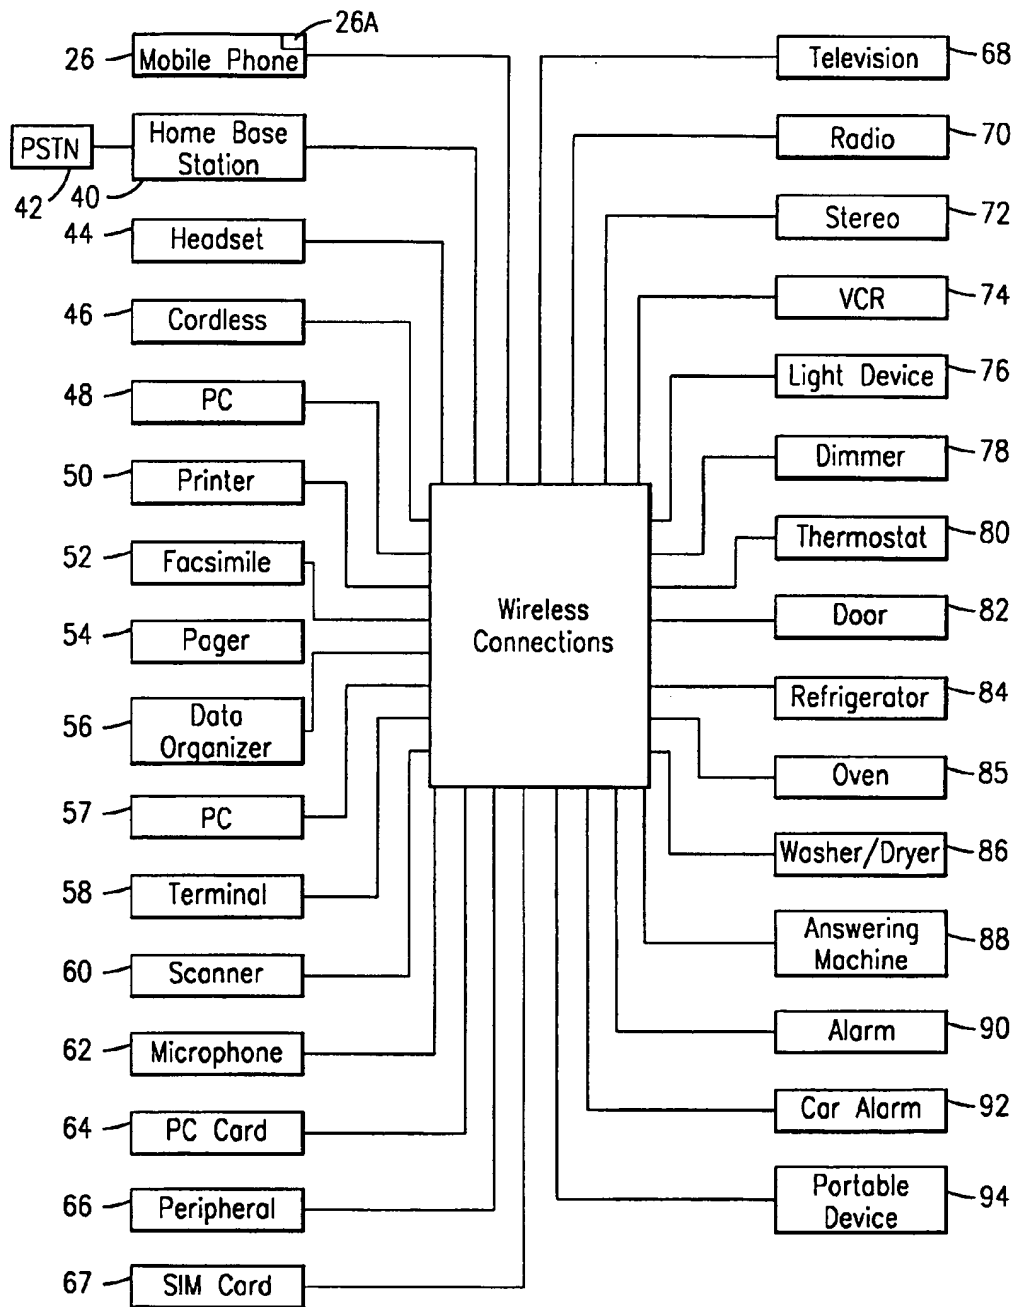 26A
26
Mobile Phone
PSTN
42
Home Base
Station
40
44
Headset
46
Cordless
48
PC
50
Printer
52
Facsimile
54
Pager
56
Data
Organizer
57
PC
58
Terminal
60
Scanner
62
Microphone
64
PC Card
66
Peripheral
67
SIM Card
Wireless
Connections
Television
68
Radio
70
Stereo
72
VCR
74
Light Device
76
Dimmer
78
Thermostat
80
Door
82
Refrigerator
84
Oven
85
Washer/Dryer
86
Answering
Machine
88
Alarm
90
Car Alarm
92
Portable
Device
94